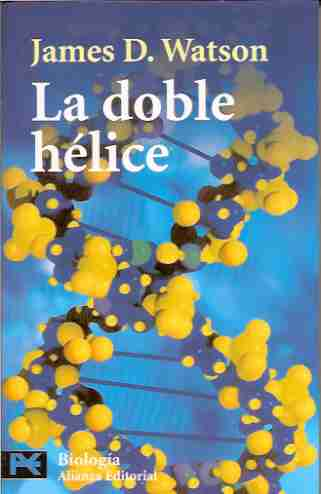 James D. Watson
La doble
hélice
Biología
Alianza Editorial